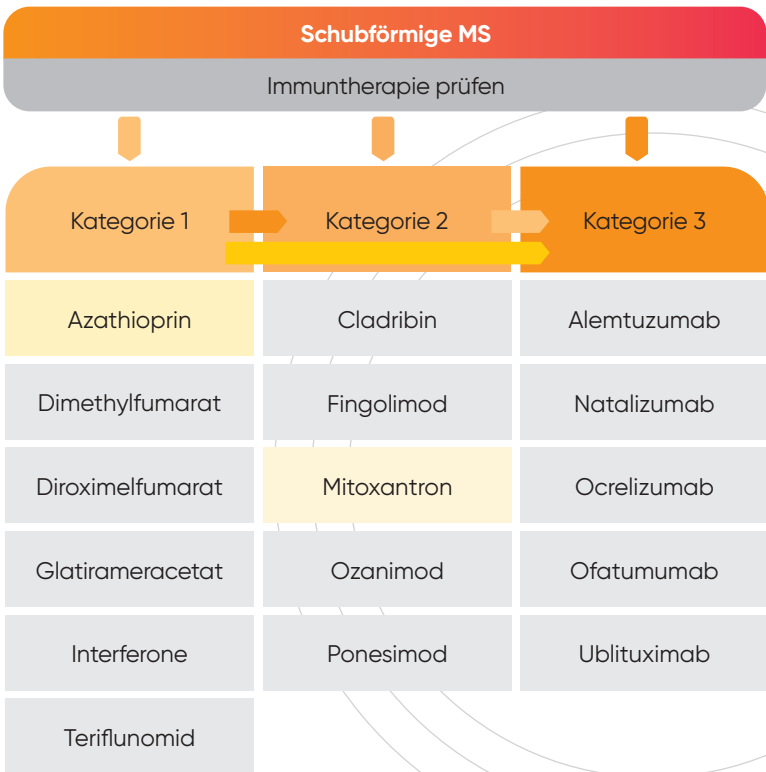 Schubförmige MS
Immuntherapie prüfen
Kategorie 1
Kategorie 2
Kategorie 3
Azathioprin
Cladribin
Alemtuzumab
Dimethylfumarat
Fingolimod
Natalizumab
Diroximelfumarat
Mitoxantron
Ocrelizumab
Glatirameracetat
Ozanimod
Ofatumumab
Interferone
Ponesimod
Ublituximab
Teriflunomid